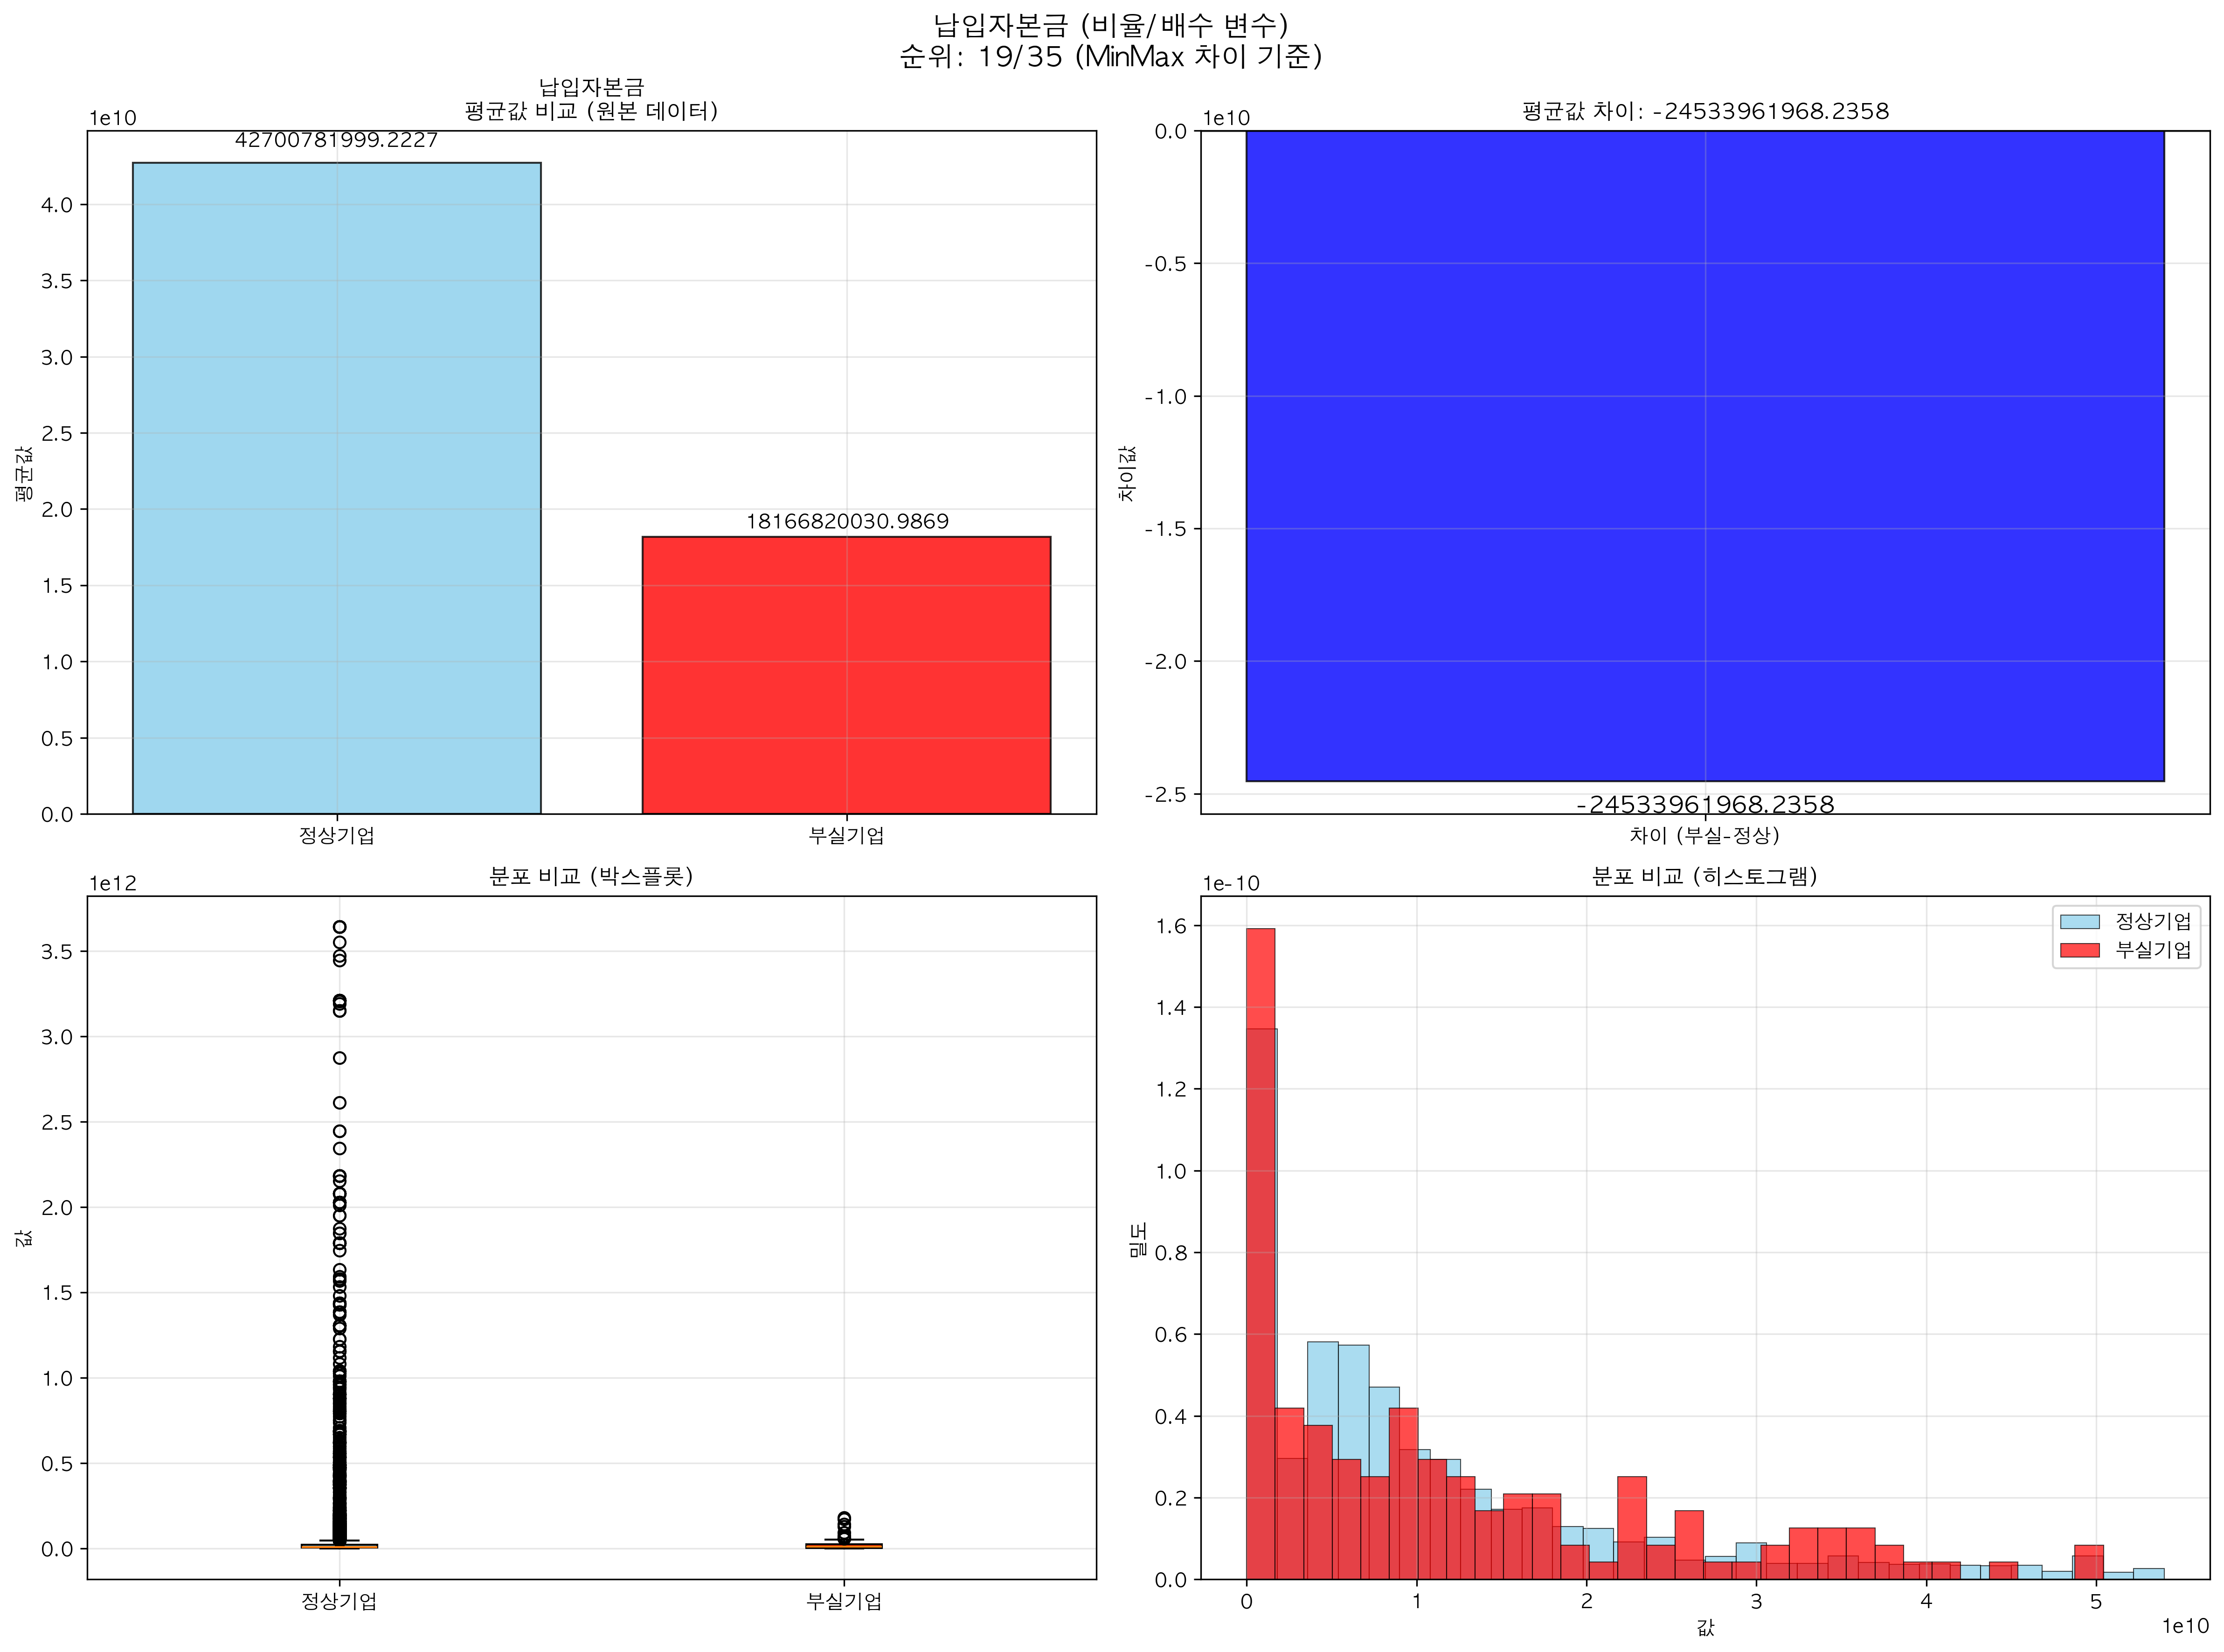 납입자본금 (비율/배수 변수)
순위: 19/35 (MinMax 차이 기준)
납입자본금
평균값 비교 (원본 데이터)
1e10
42700781999.2227
18166820030.9869
4.0
3.5
3.0
2.5
2.0
1.5
1.0
0.5
0.0
평균값
정상기업
부실기업
평균값 차이: -24533961968.2358
1e10
0.0
-0.5
-1.0
-1.5
-2.0
-2.5
차이값
-24533961968.2358
차이 (부실-정상)
분포 비교 (박스플롯)
1e12
3.5
3.0
2.5
2.0
1.5
1.0
0.5
0.0
값
정상기업
부실기업
분포 비교 (히스토그램)
1e-10
정상기업
부실기업
1.6
1.4
1.2
1.0
0.8
0.6
0.4
0.2
0.0
밀도
0 1 2 3 4 5
값
1e10